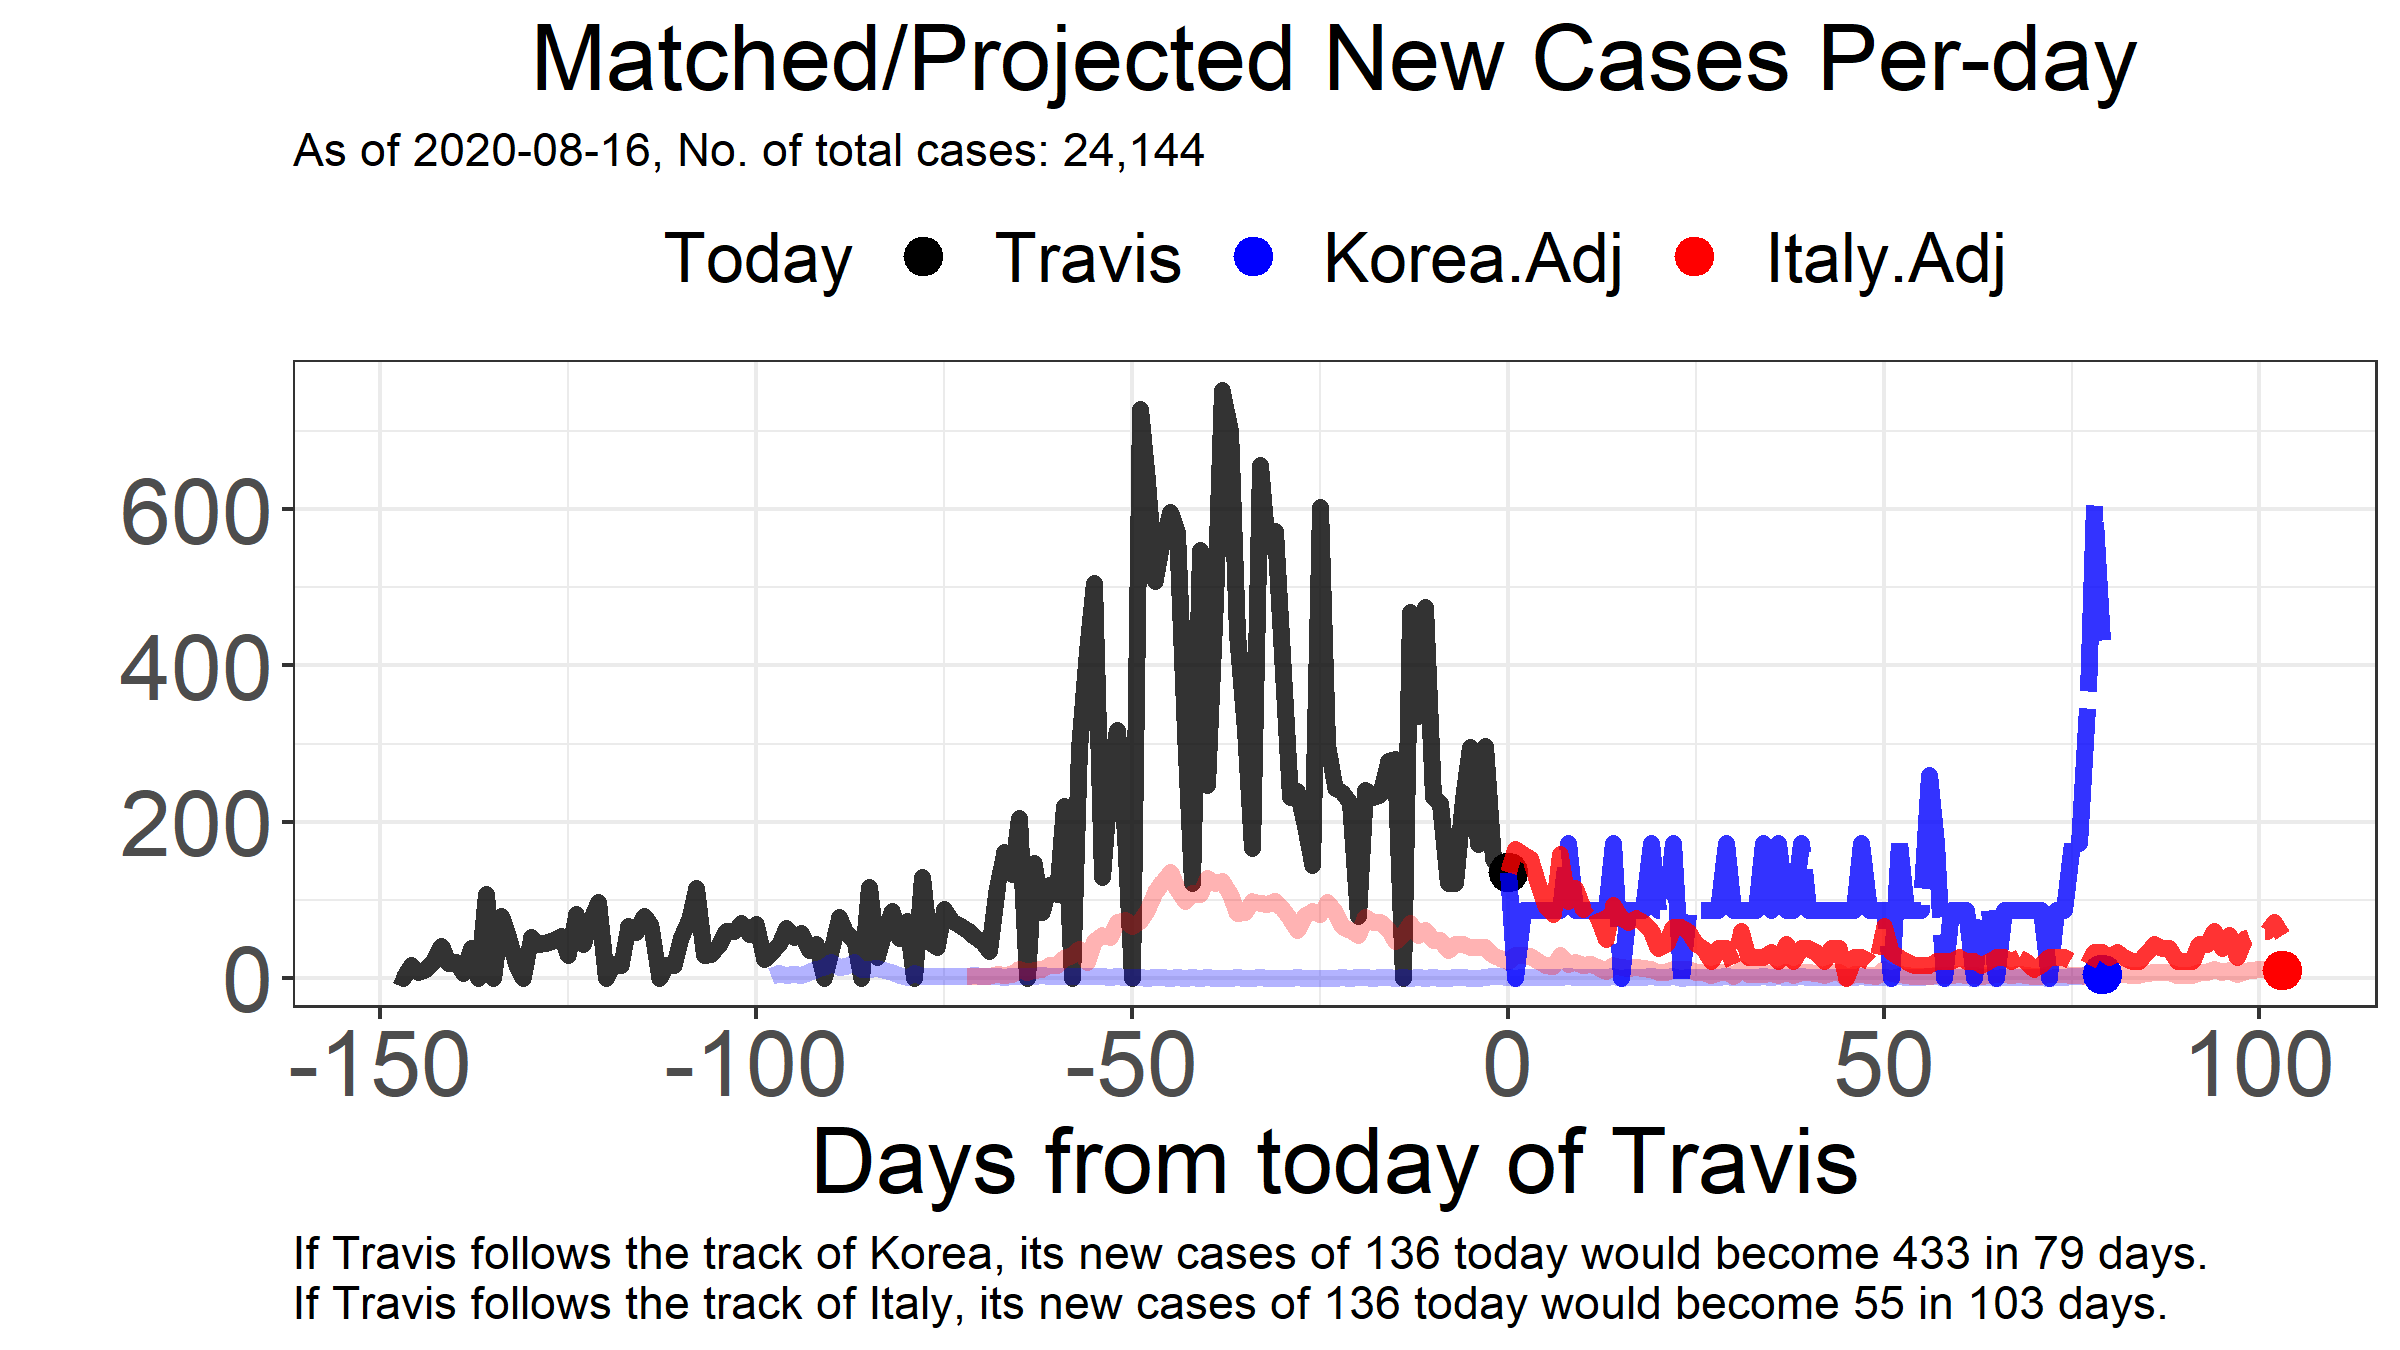 Matched/Projected New Cases Per-day
As of 2020-08-16, No. of total cases: 24,144
Today Travis Korea.Adj Italy.Adj
600
400
200
0
-150 -100 -50 0 50 100
Days from today of Travis
If Travis follows the track of Korea, its new cases of 136 today would become 433 in 79 days.
If Travis follows the track of Italy, its new cases of 136 today would become 55 in 103 days.